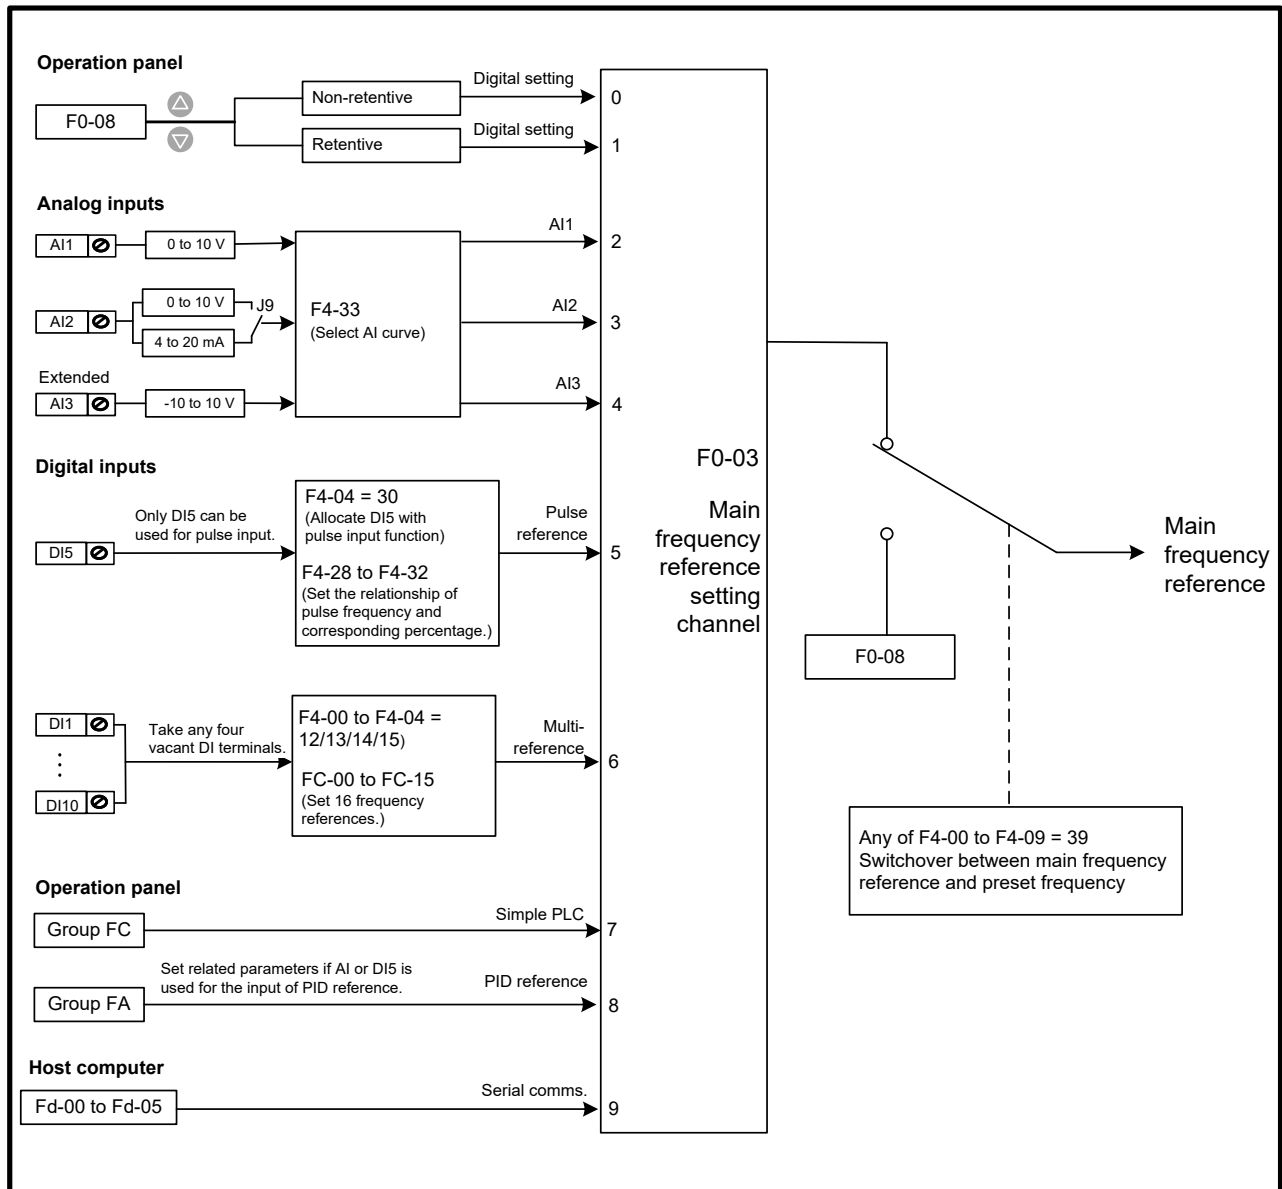 Operation panel
F0-08
Non-retentive
Digital setting
0
Retentive
Digital setting
1
Analog inputs
AI1
0 to 10 V
AI1
2
AI2
0 to 10 V
4 to 20 mA
J9
F4-33
(Select AI curve)
AI2
3
Extended
AI3
-10 to 10 V
AI3
4
Digital inputs
DI5
Only DI5 can be
used for pulse input.
F4-04 = 30
(Allocate DI5 with
pulse input function)
F4-28 to F4-32
(Set the relationship of
pulse frequency and
corresponding percentage.)
Pulse
reference
5
DI1
DI10
Take any four
vacant DI terminals.
F4-00 to F4-04 =
12/13/14/15)
FC-00 to FC-15
(Set 16 frequency
references.)
Multi-
reference
6
Operation panel
Group FC
Simple PLC
7
Group FA
Set related parameters if AI or DI5 is
used for the input of PID reference.
PID reference
8
Host computer
Fd-00 to Fd-05
Serial comms.
9
F0-03
Main
frequency
reference
setting
channel
F0-08
Main
frequency
reference
Any of F4-00 to F4-09 = 39
Switchover between main frequency
reference and preset frequency